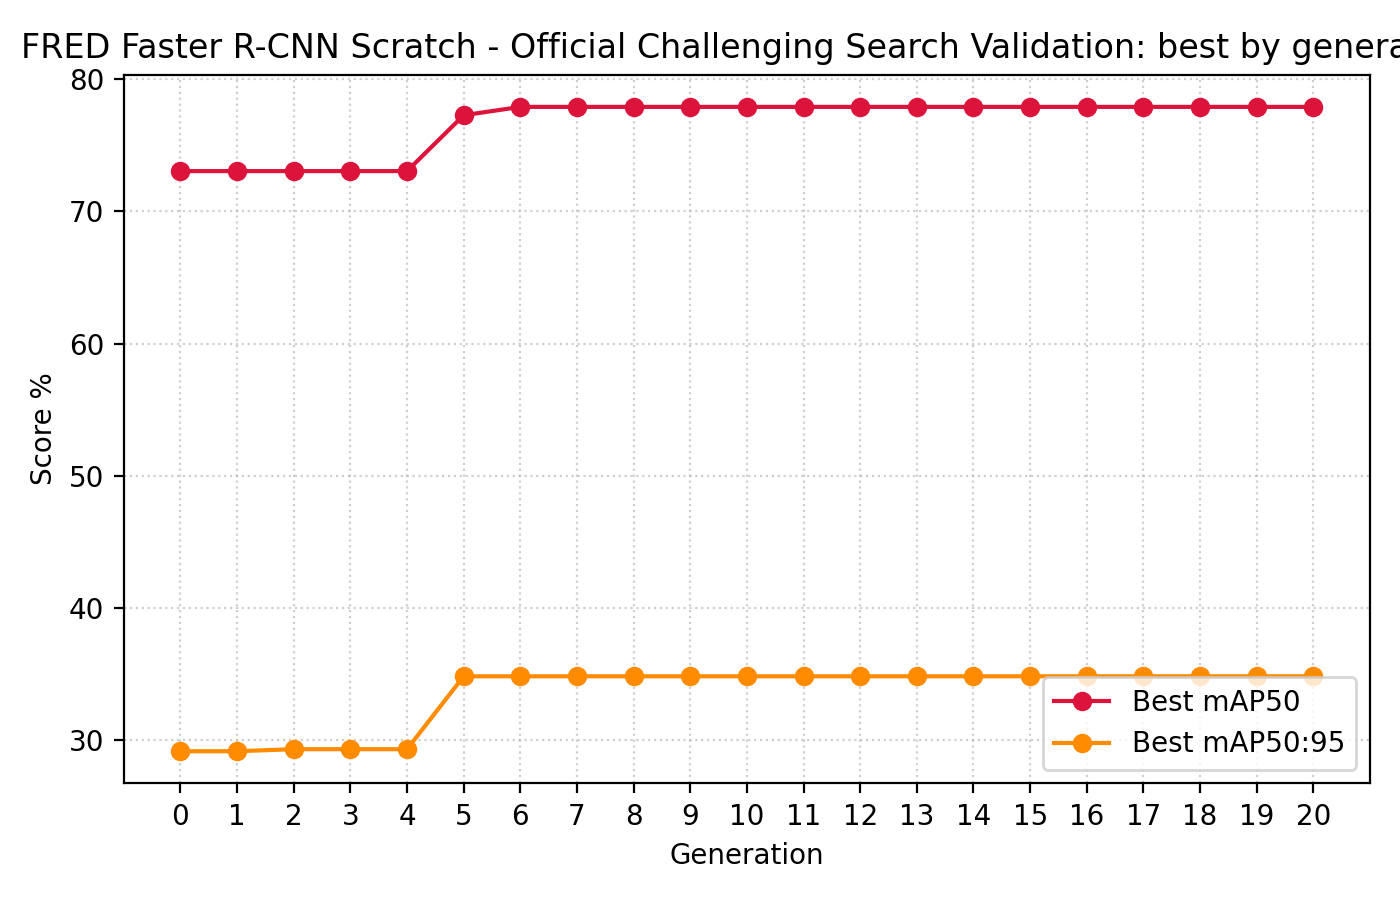 FRED Faster R-CNN Scratch - Official Challenging Search Validation: best by genera
80
70
60
50
40
30
Score %
Best mAP50
Best mAP50:95
0 1 2 3 4 5 6 7 8 9 10 11 12 13 14 15 16 17 18 19 20
Generation